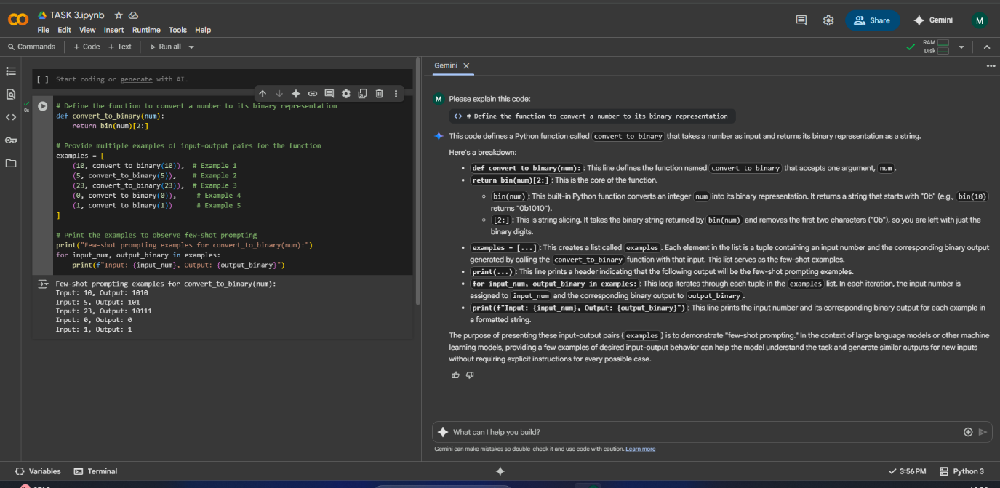 TASK 3.ipynb
File Edit View Insert Runtime Tools Help
Share
Gemini
M
Commands + Code + Text Run all
RAM
Disk
[ ] Start coding or generate with AI.
0s
# Define the function to convert a number to its binary representation
def convert_to_binary(num):
    return bin(num)[2:]
# Provide multiple examples of input-output pairs for the function
examples = [
    (10, convert_to_binary(10)),  # Example 1
    (5, convert_to_binary(5)),    # Example 2
    (23, convert_to_binary(23)),  # Example 3
    (0, convert_to_binary(0)),     # Example 4
    (1, convert_to_binary(1))      # Example 5
]
# Print the examples to observe few-shot prompting
print("Few-shot prompting examples for convert_to_binary(num):")
for input_num, output_binary in examples:
    print(f"Input: {input_num}, Output: {output_binary}")
Few-shot prompting examples for convert_to_binary(num):
Input: 10, Output: 1010
Input: 5, Output: 101
Input: 23, Output: 10111
Input: 0, Output: 0
Input: 1, Output: 1
Gemini
M Please explain this code:
<> # Define the function to convert a number to its binary representation
This code defines a Python function called convert_to_binary that takes a number as input and returns its binary representation as a string.
Here's a breakdown:
• def convert_to_binary(num): : This line defines the function named convert_to_binary that accepts one argument, num .
• return bin(num)[2:] : This is the core of the function.
○ bin(num) : This built-in Python function converts an integer num into its binary representation. It returns a string that starts with "0b" (e.g., bin(10)
returns "0b1010").
○ [2:] : This is string slicing. It takes the binary string returned by bin(num) and removes the first two characters ("0b"), so you are left with just the
binary digits.
• examples = [...] : This creates a list called examples . Each element in the list is a tuple containing an input number and the corresponding binary output
generated by calling the convert_to_binary function with that input. This list serves as the few-shot examples.
• print(...) : This line prints a header indicating that the following output will be the few-shot prompting examples.
• for input_num, output_binary in examples: : This loop iterates through each tuple in the examples list. In each iteration, the input number is
assigned to input_num and the corresponding binary output to output_binary .
• print(f"Input: {input_num}, Output: {output_binary}") : This line prints the input number and its corresponding binary output for each example in
a formatted string.
The purpose of presenting these input-output pairs ( examples ) is to demonstrate "few-shot prompting." In the context of large language models or other machine
learning models, providing a few examples of desired input-output behavior can help the model understand the task and generate similar outputs for new inputs
without requiring explicit instructions for every possible case.
What can I help you build?
Gemini can make mistakes so double-check it and use code with caution. Learn more
Variables Terminal
3:56 PM Python 3